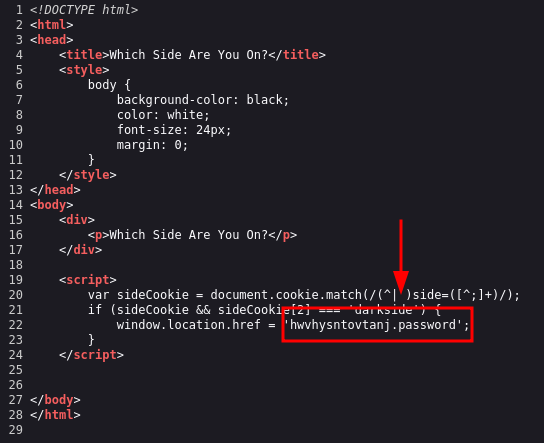 1 <!DOCTYPE html>
2 <html>
3 <head>
4     <title>Which Side Are You On?</title>
5     <style>
6         body {
7             background-color: black;
8             color: white;
9             font-size: 24px;
10             margin: 0;
11         }
12     </style>
13 </head>
14 <body>
15     <div>
16         <p>Which Side Are You On?</p>
17     </div>
18
19     <script>
20         var sideCookie = document.cookie.match(/(^| )side=([^;]+)/);
21         if (sideCookie && sideCookie[2] === 'darkside') {
22             window.location.href = 'hwvhysntovtanj.password';
23         }
24     </script>
25
26
27 </body>
28 </html>
29